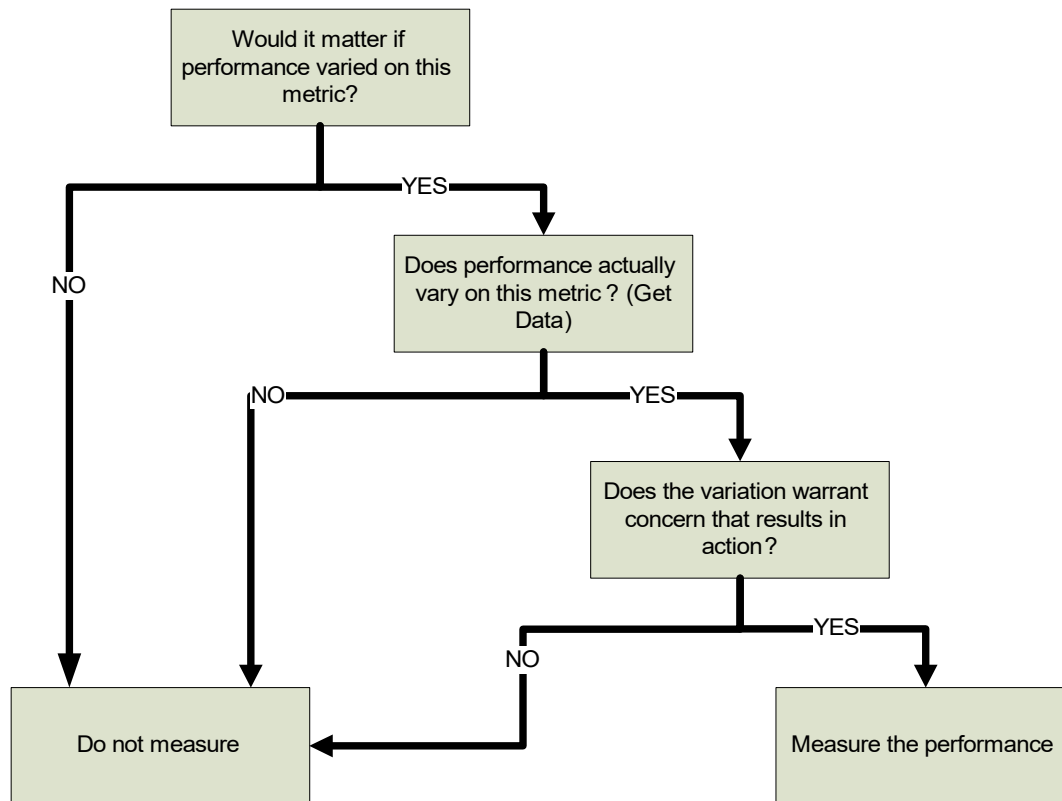 Would it matter if
performance varied on this
metric?
YES
NO
Does performance actually
vary on this metric ? (Get
Data)
NO
YES
Does the variation warrant
concern that results in
action ?
YES
NO
Do not measure
Measure the performance